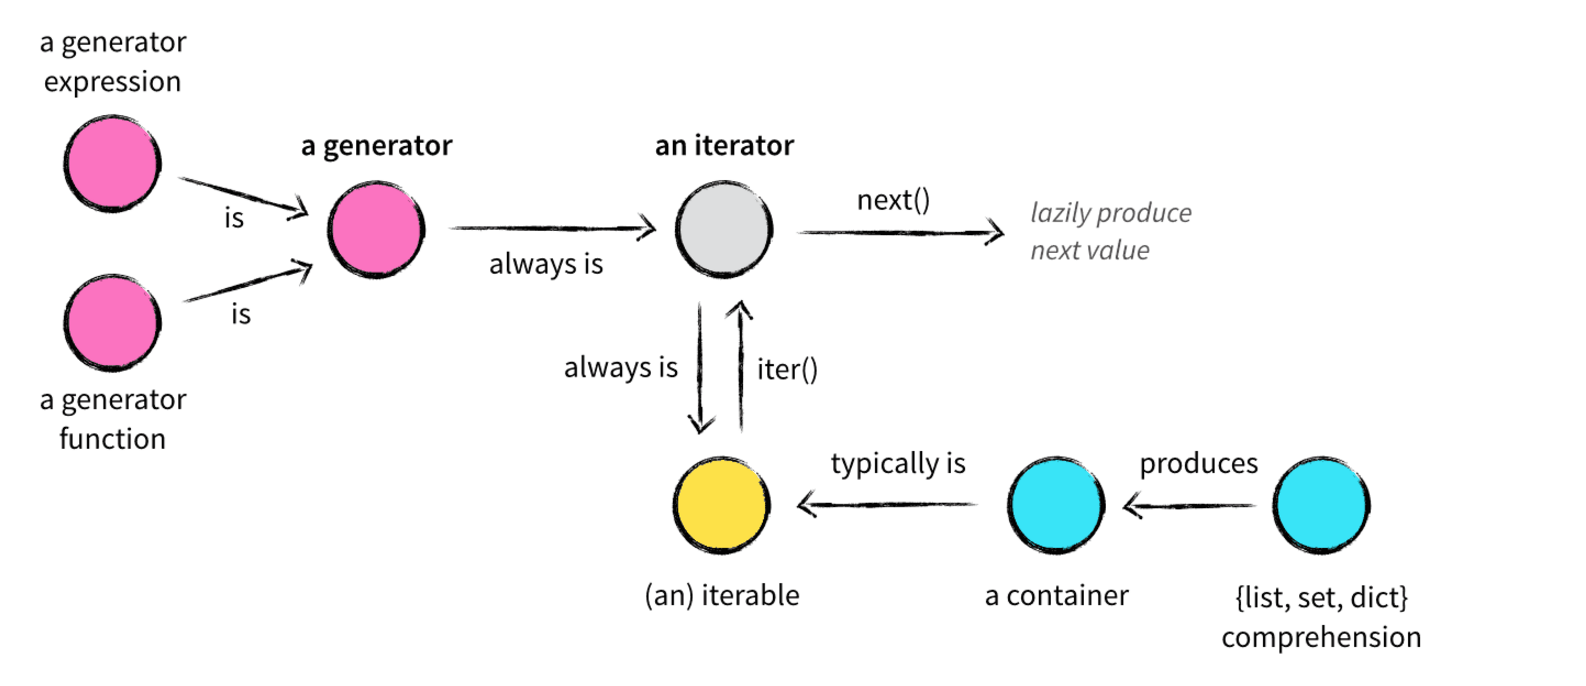 a generator
expression
a generator
an iterator
next()
lazily produce
next value
is
always is
is
always is
iter()
a generator
function
typically is
produces
(an) iterable
a container
{list, set, dict}
comprehension